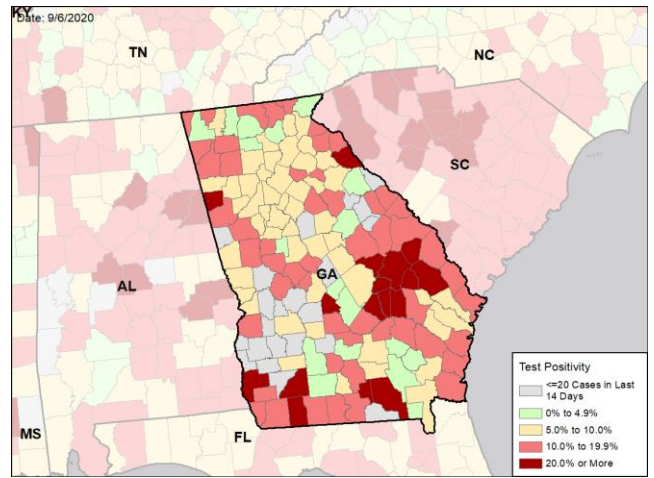 KY
Date: 9/6/2020
TN
NC
SC
AL
GA
MS
FL
Test Positivity
<=20 Cases in Last
14 Days
0% to 4.9%
5.0% to 10.0%
10.0% to 19.9%
20.0% or More